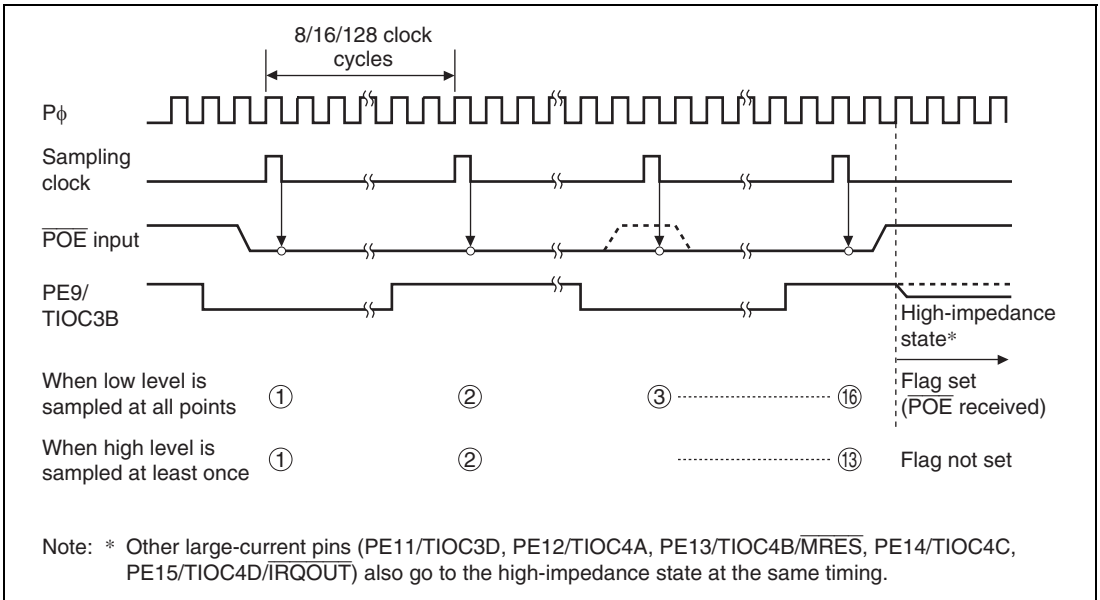 8/16/128 clock
cycles
Pϕ
Sampling
clock
POE input
PE9/
TIOC3B
High-impedance
state*
When low level is
sampled at all points
① ② ③ ⑯
Flag set
(POE received)
When high level is
sampled at least once
① ② ⑬
Flag not set
Note: * Other large-current pins (PE11/TIOC3D, PE12/TIOC4A, PE13/TIOC4B/MRES, PE14/TIOC4C,
PE15/TIOC4D/IRQOUT) also go to the high-impedance state at the same timing.